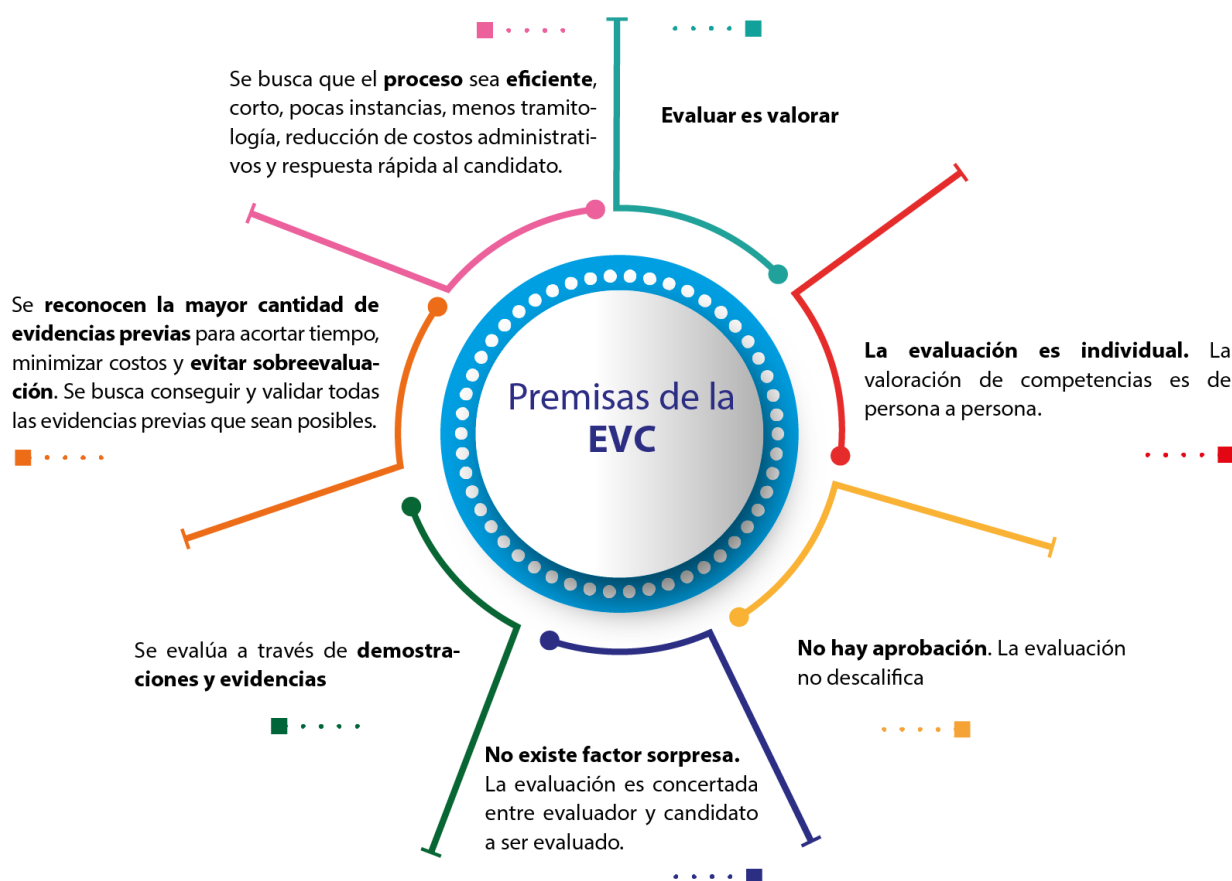 Premisas de la
EVC
Evaluar es valorar
La evaluación es individual. La
valoración de competencias es de
persona a persona.
No hay aprobación. La evaluación
no descalifica
No existe factor sorpresa.
La evaluación es concertada
entre evaluador y candidato
a ser evaluado.
Se evalúa a través de demostra-
ciones y evidencias
Se reconocen la mayor cantidad de
evidencias previas para acortar tiempo,
minimizar costos y evitar sobreevalua-
ción. Se busca conseguir y validar todas
las evidencias previas que sean posibles.
Se busca que el proceso sea eficiente,
corto, pocas instancias, menos tramito-
logía, reducción de costos administrati-
vos y respuesta rápida al candidato.